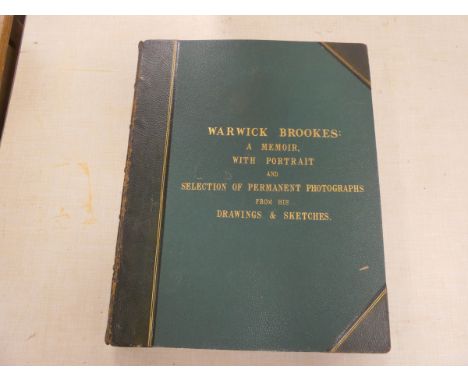 WARWICK BROOKES:
A MEMOIR,
WITH PORTRAIT
AND
SELECTION OF PERMANENT PHOTOGRAPHS
FROM HIS
DRAWINGS & SKETCHES.